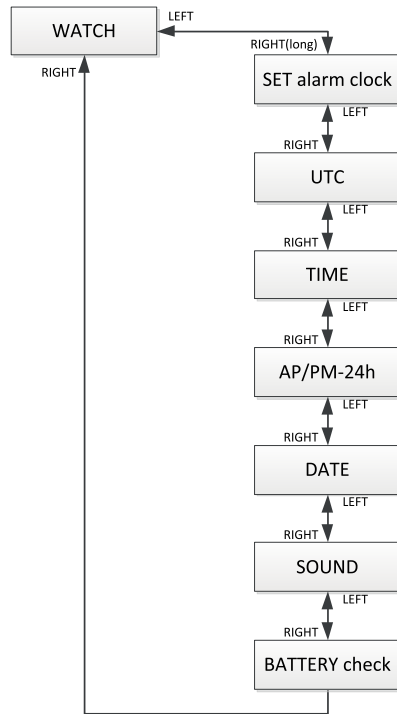 LEFT
WATCH
RIGHT
RIGHT(long)
SET alarm clock
LEFT
RIGHT
UTC
LEFT
RIGHT
TIME
LEFT
RIGHT
AP/PM-24h
LEFT
RIGHT
DATE
LEFT
RIGHT
SOUND
LEFT
RIGHT
BATTERY check